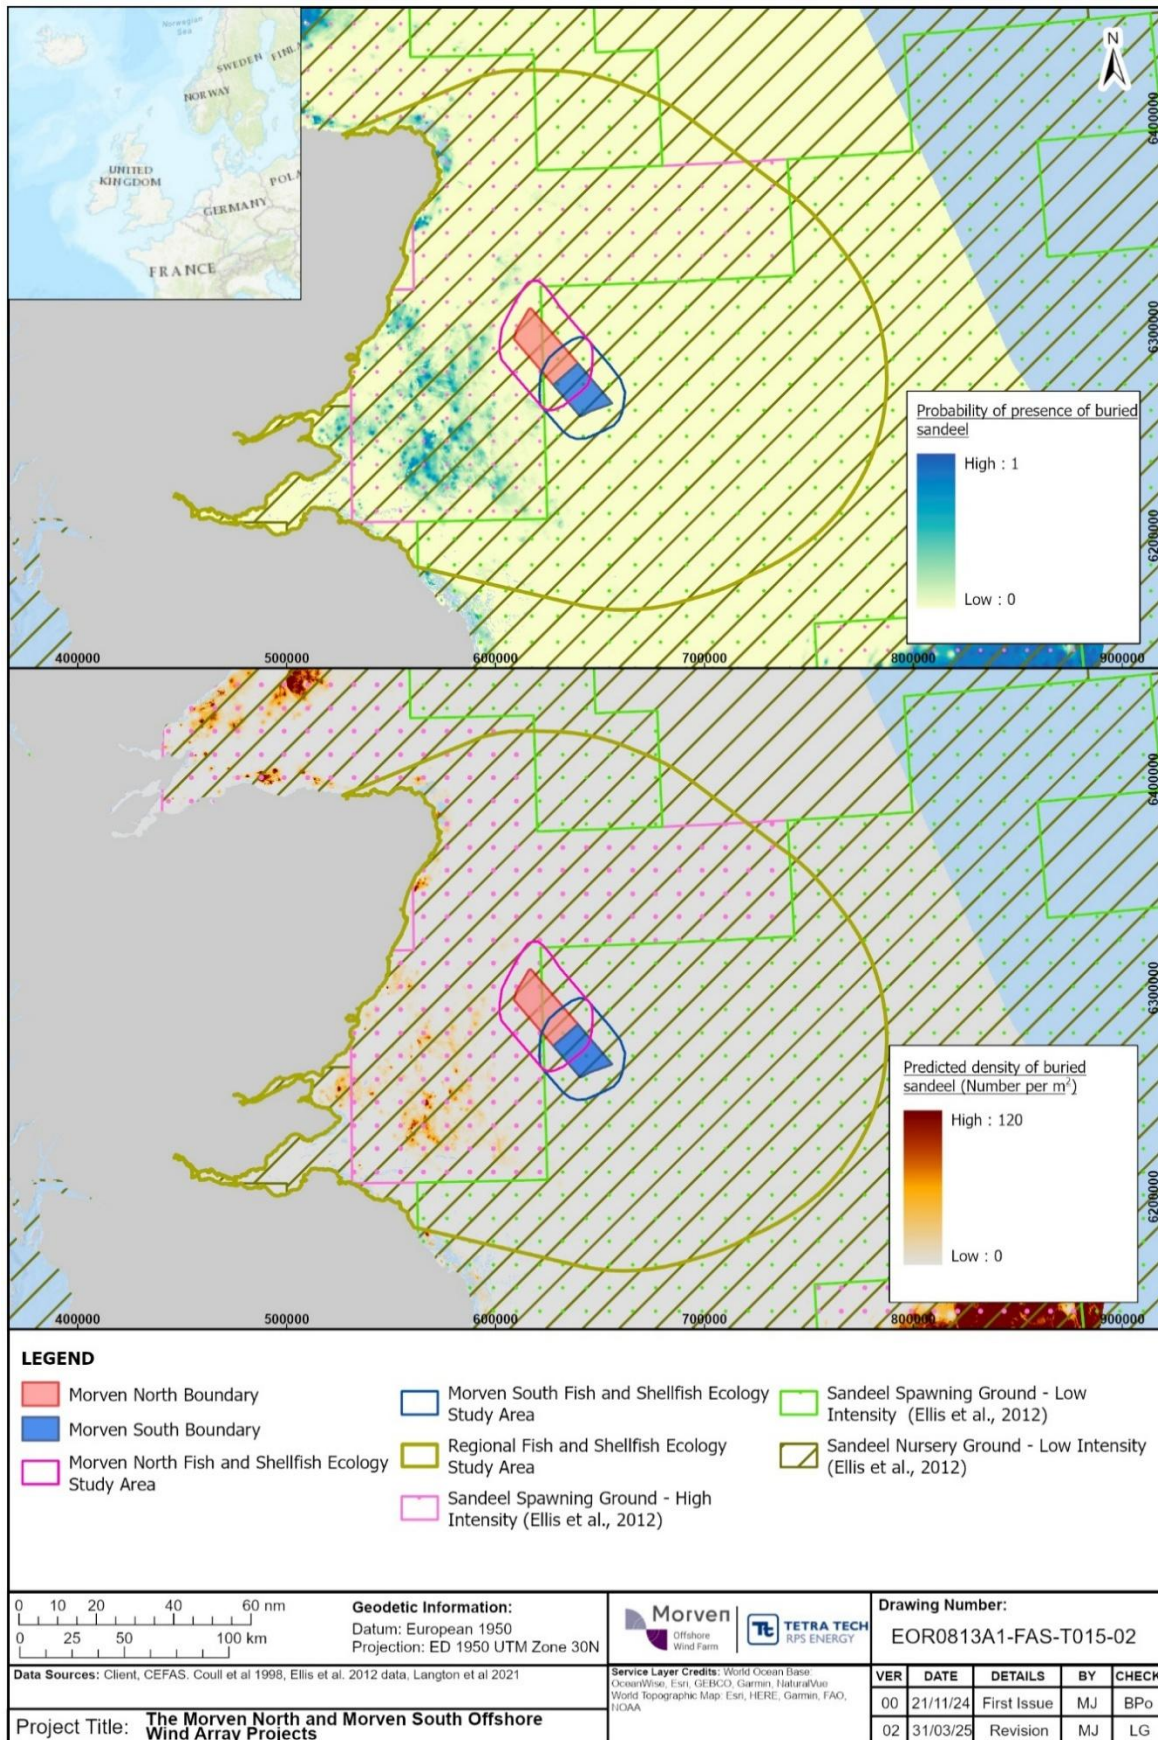 Norwegian
Sea
SWEDEN
NORWAY
UNITED
KINGDOM
GERMANY
FRANCE
N
6400000
6300000
6200000
Probability of presence of buried
sandeel
High : 1
Low : 0
400000 500000 600000 700000 800000 900000
6400000
6300000
6200000
Predicted density of buried
sandeel (Number per m²)
High : 120
Low : 0
400000 500000 600000 700000 800000 900000
LEGEND
Morven North Boundary
Morven South Boundary
Morven North Fish and Shellfish Ecology
Study Area
Morven South Fish and Shellfish Ecology
Study Area
Regional Fish and Shellfish Ecology
Study Area
Sandeel Spawning Ground - High
Intensity (Ellis et al., 2012)
Sandeel Spawning Ground - Low
Intensity (Ellis et al., 2012)
Sandeel Nursery Ground - Low Intensity
(Ellis et al., 2012)
0 10 20 40 60 nm
0 25 50 100 km
Geodetic Information:
Datum: European 1950
Projection: ED 1950 UTM Zone 30N
Morven
Offshore
Wind Farm
Tt TETRA TECH
RPS ENERGY
Drawing Number:
EOR0813A1-FAS-T015-02
Data Sources: Client, CEFAS. Coull et al 1998, Ellis et al. 2012 data, Langton et al 2021
Service Layer Credits: World Ocean Base:
OceanWise, Esri, GEBCO, Garmin, NaturalVue
World Topographic Map: Esri, HERE, Garmin, FAO,
NOAA
VER DATE DETAILS BY CHECK
00 21/11/24 First Issue MJ BPo
02 31/03/25 Revision MJ LG
Project Title: The Morven North and Morven South Offshore
Wind Array Projects